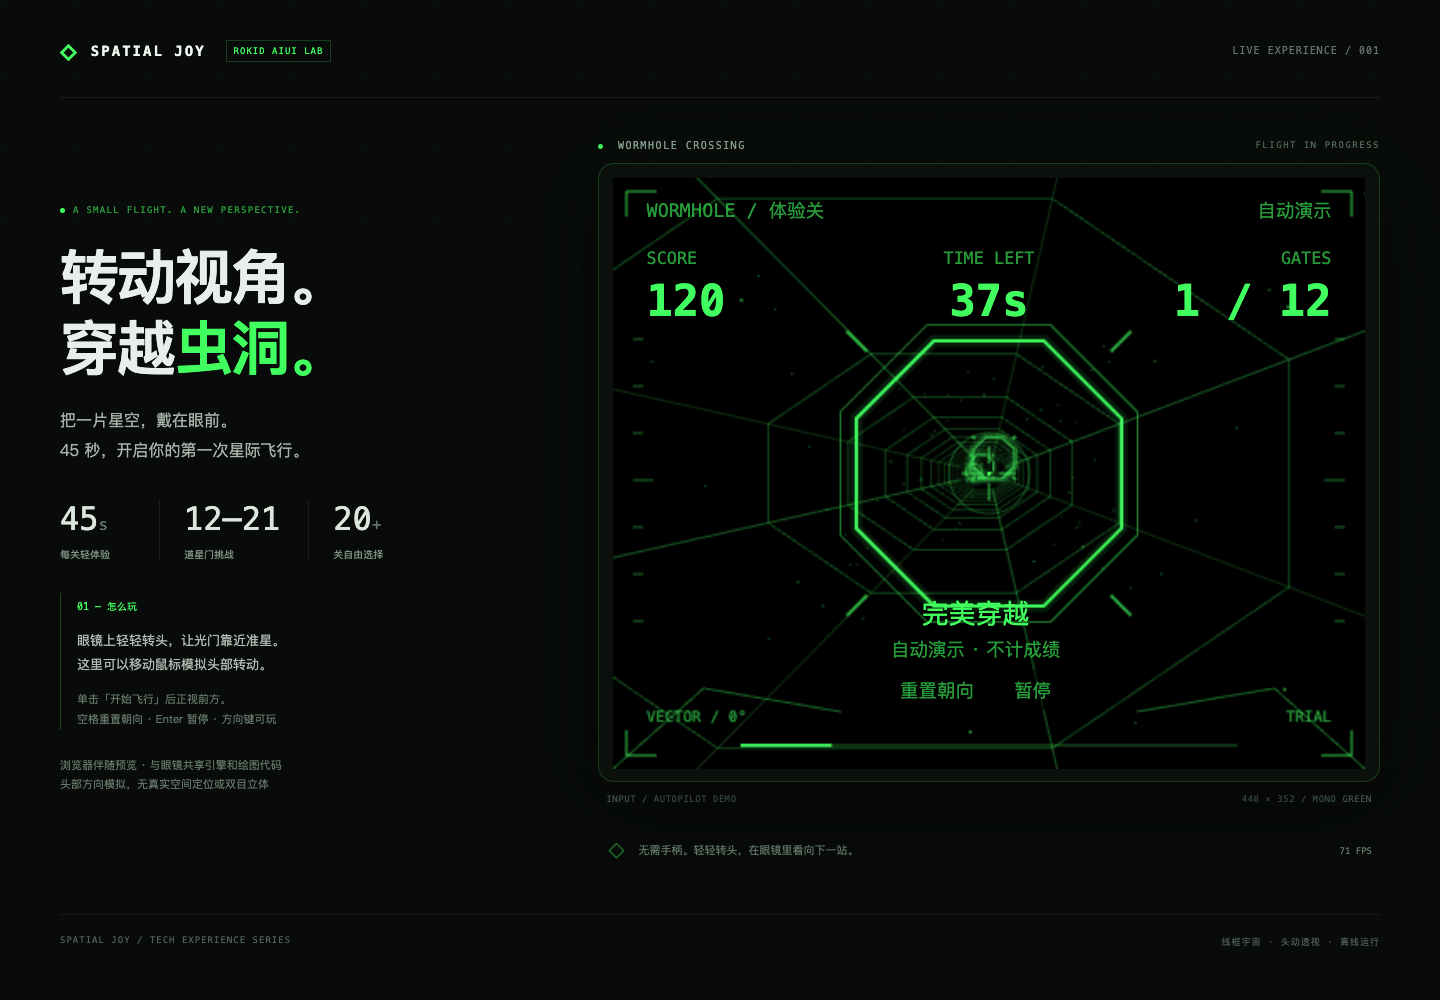 SPATIAL JOY
ROKID AIUI LAB
LIVE EXPERIENCE / 001
A SMALL FLIGHT. A NEW PERSPECTIVE.
转动视角。
穿越虫洞。
把一片星空，戴在眼前。
45 秒，开启你的第一次星际飞行。
45s
每关轻体验
12—21
道星门挑战
20+
关自由选择
01 — 怎么玩
眼镜上轻轻转头，让光门靠近准星。
这里可以移动鼠标模拟头部转动。
单击「开始飞行」后正视前方。
空格重置朝向 · Enter 暂停 · 方向键可玩
浏览器伴随预览 · 与眼镜共享引擎和绘图代码
头部方向模拟，无真实空间定位或双目立体
WORMHOLE CROSSING
FLIGHT IN PROGRESS
WORMHOLE / 体验关
自动演示
SCORE
120
TIME LEFT
37s
GATES
1 / 12
完美穿越
自动演示 · 不计成绩
重置朝向 暂停
VECTOR / 0°
TRIAL
INPUT / AUTOPILOT DEMO
448 × 352 / MONO GREEN
无需手柄。轻轻转头，在眼镜里看向下一站。
71 FPS
SPATIAL JOY / TECH EXPERIENCE SERIES
线框宇宙 · 头动透视 · 离线运行